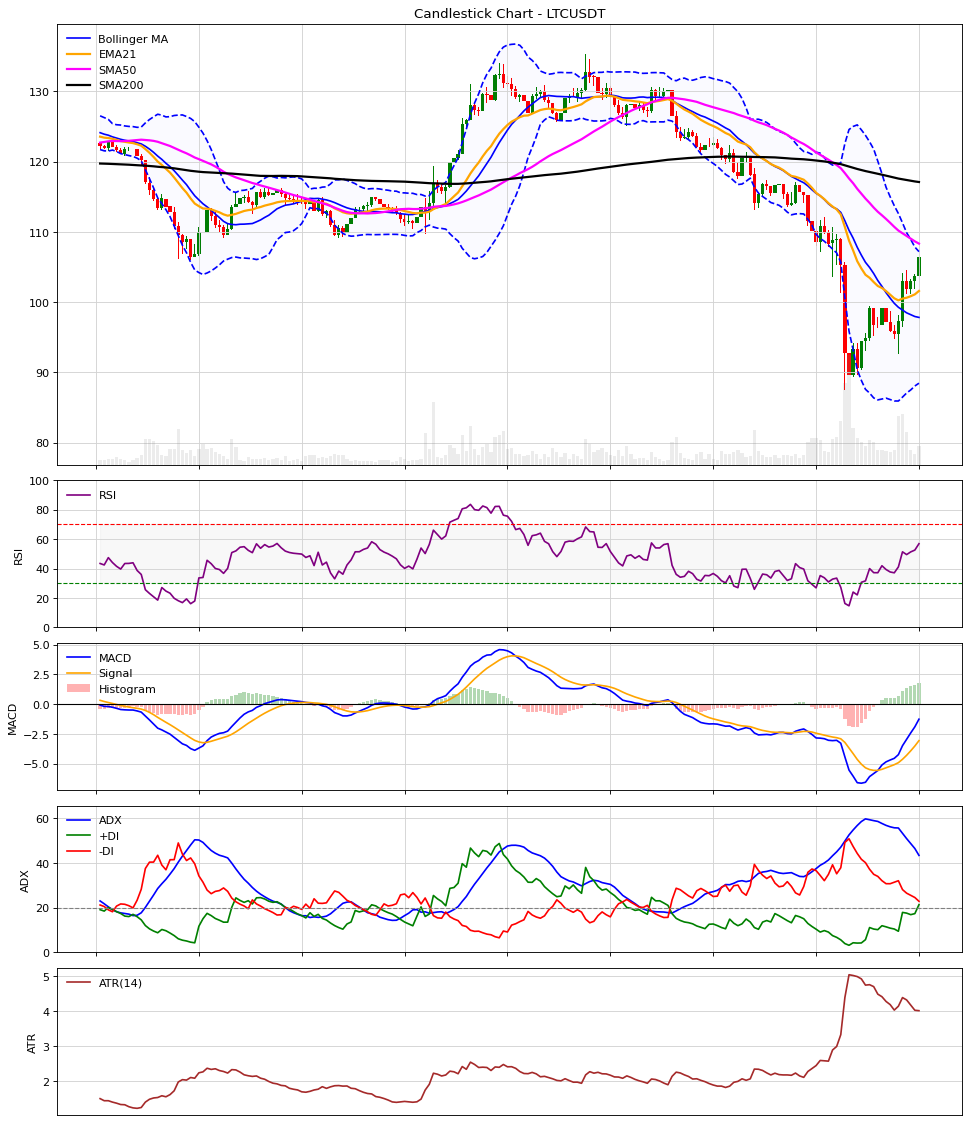 Candlestick Chart - LTCUSDT
Bollinger MA
EMA21
SMA50
SMA200
130
120
110
100
90
80
RSI
100
80
60
40
20
0
RSI
MACD
Signal
Histogram
5.0
2.5
0.0
−2.5
−5.0
MACD
ADX
+DI
-DI
60
40
20
0
ADX
ATR(14)
5
4
3
2
ATR